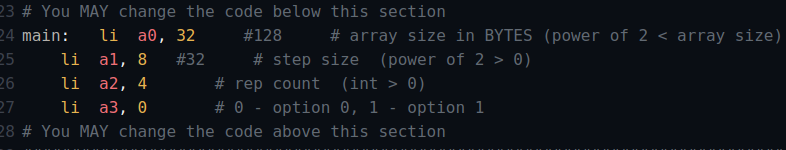 23 # You MAY change the code below this section
24 main:   li  a0, 32     #128     # array size in BYTES (power of 2 < array size)
25     li  a1, 8   #32     # step size  (power of 2 > 0)
26     li  a2, 4       # rep count  (int > 0)
27     li  a3, 0       # 0 - option 0, 1 - option 1
28 # You MAY change the code above this section